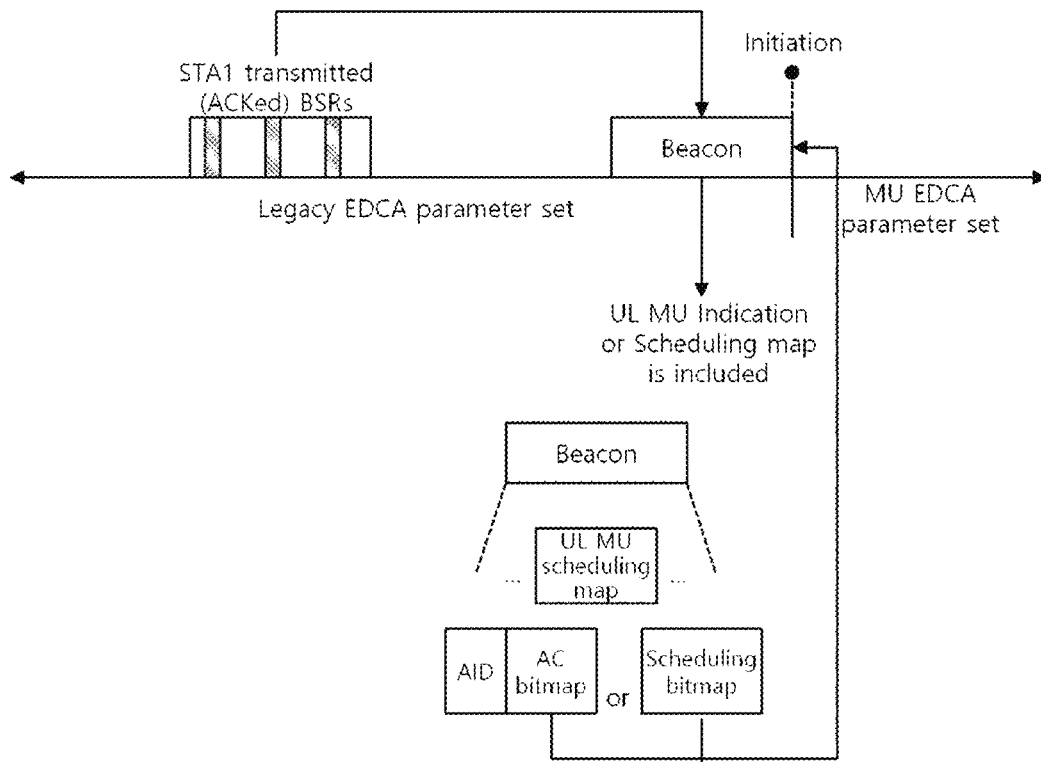 Initiation
STA1 transmitted
(ACKed) BSRs
Beacon
Legacy EDCA parameter set
MU EDCA
parameter set
UL MU Indication
or Scheduling map
is included
Beacon
... UL MU
scheduling
map ...
AID
AC
bitmap
or
Scheduling
bitmap